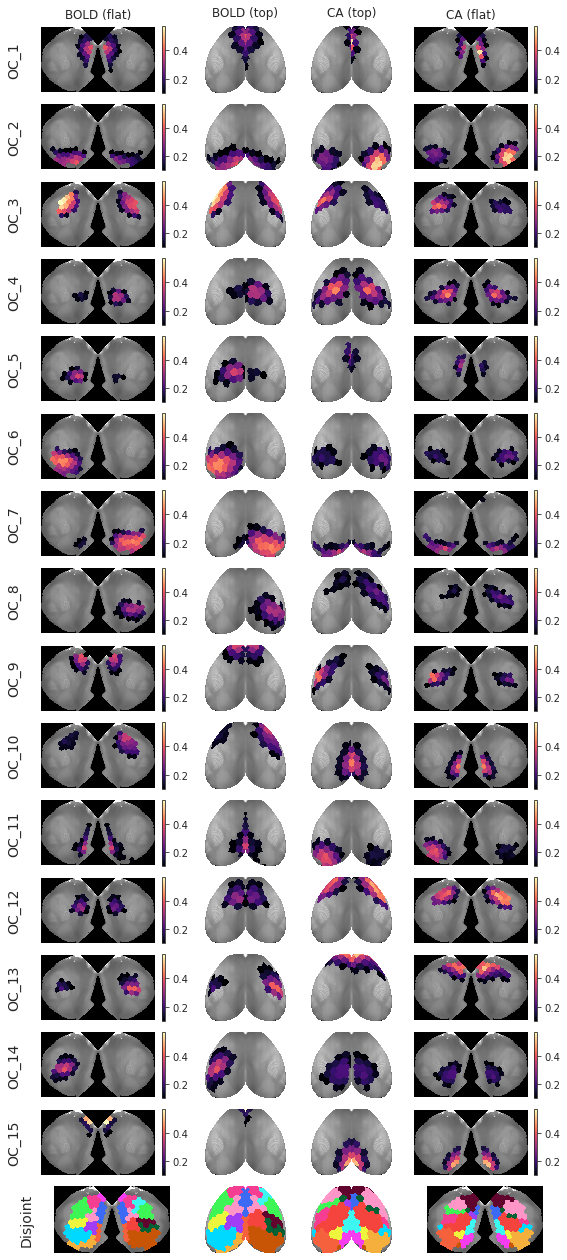 BOLD (flat) BOLD (top) CA (top) CA (flat)
OC_1 0.4 0.2 0.4 0.2
OC_2 0.4 0.2 0.4 0.2
OC_3 0.4 0.2 0.4 0.2
OC_4 0.4 0.2 0.4 0.2
OC_5 0.4 0.2 0.4 0.2
OC_6 0.4 0.2 0.4 0.2
OC_7 0.4 0.2 0.4 0.2
OC_8 0.4 0.2 0.4 0.2
OC_9 0.4 0.2 0.4 0.2
OC_10 0.4 0.2 0.4 0.2
OC_11 0.4 0.2 0.4 0.2
OC_12 0.4 0.2 0.4 0.2
OC_13 0.4 0.2 0.4 0.2
OC_14 0.4 0.2 0.4 0.2
OC_15 0.4 0.2 0.4 0.2
Disjoint